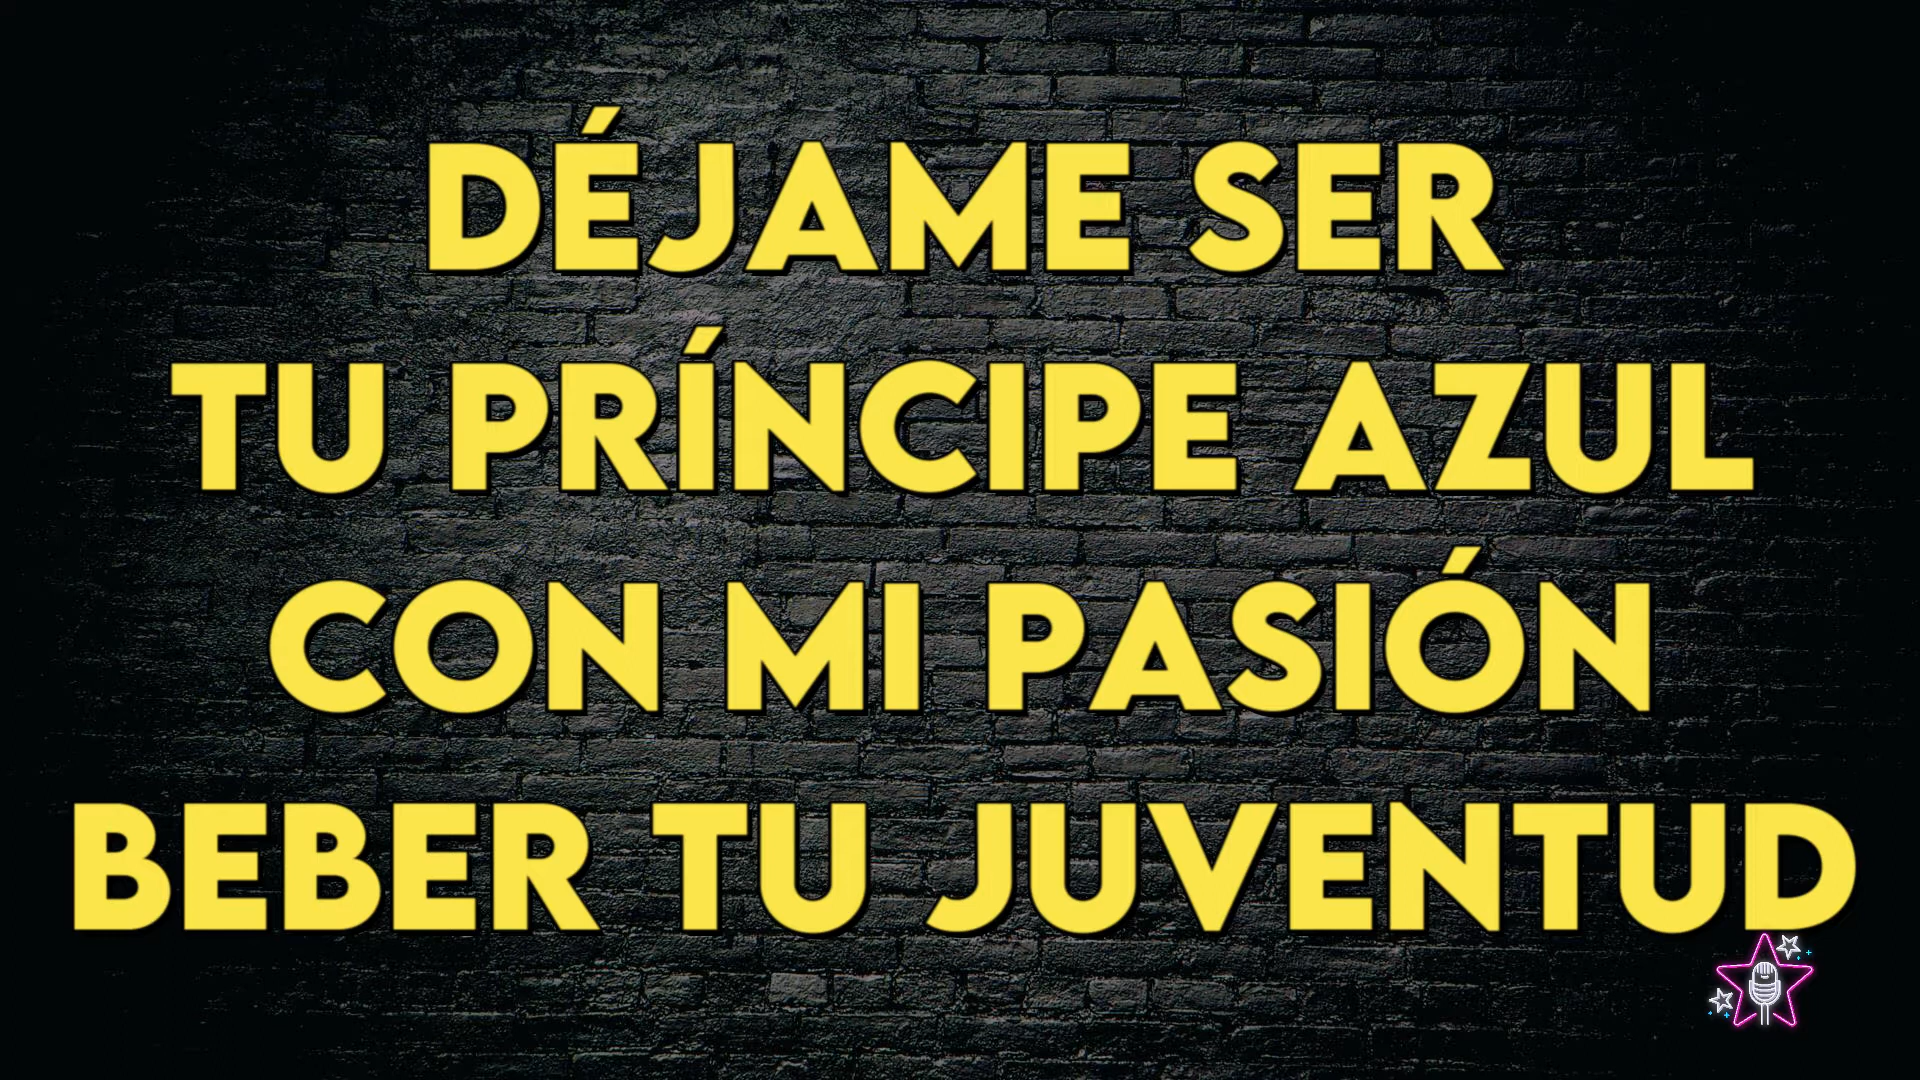 DÉJAME SER
TU PRÍNCIPE AZUL
CON MI PASIÓN
BEBER TU JUVENTUD